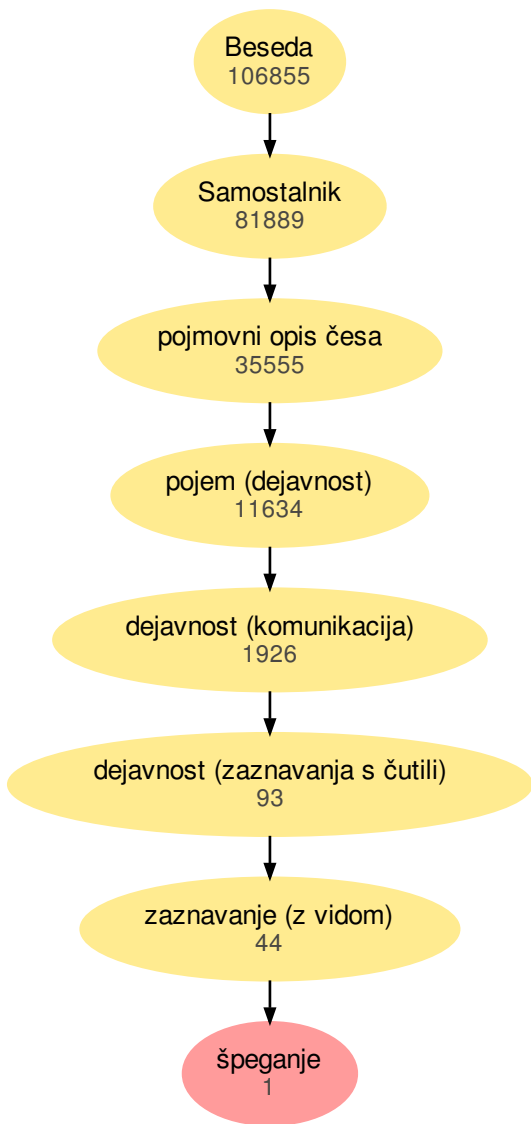 Beseda
106855
Samostalnik
81889
pojmovni opis česa
35555
pojem (dejavnost)
11634
dejavnost (komunikacija)
1926
dejavnost (zaznavanja s čutili)
93
zaznavanje (z vidom)
44
špeganje
1